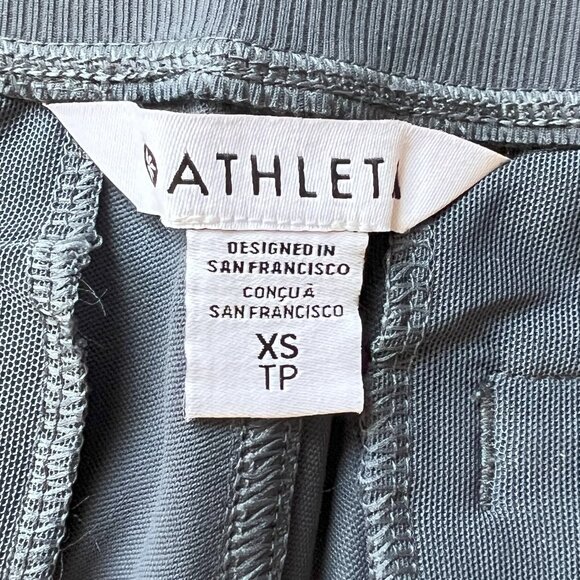 ATHLETA
DESIGNED IN
SAN FRANCISCO
CONÇU À
SAN FRANCISCO
XS
TP